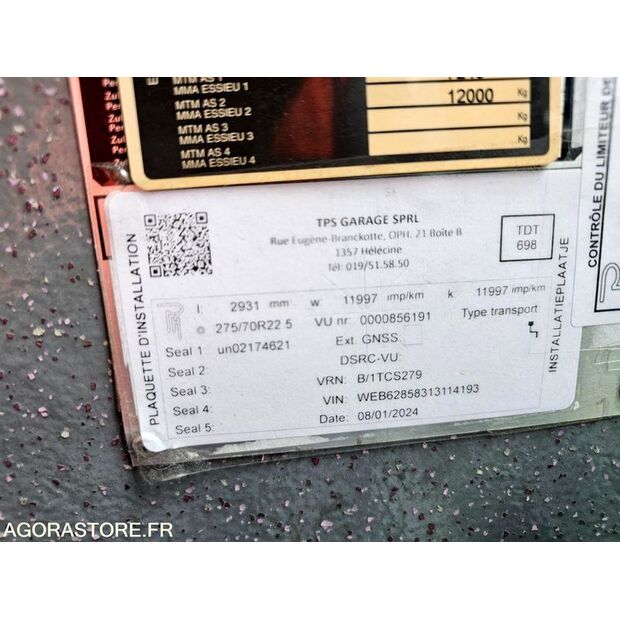 MMA ESSIEU 1
MTM AS 2
MMA ESSIEU 2
12000 Kg
MTM AS 3
MMA ESSIEU 3
Kg
MTM AS 4
MMA ESSIEU 4
Kg
TPS GARAGE SPRL
Rue Eugène-Branckotte, OPH. 21 Boîte B
1357 Hélécine
Tél: 019/51.58.50
TDT
698
PLAQUETTE D'INSTALLATION
INSTALLATIEPLAATJE
l: 2931 mm w: 11997 imp/km k: 11997 imp/km
275/70R22.5 VU nr: 0000856191 Type transport:
Seal 1: un02174621 Ext. GNSS:
Seal 2: DSRC-VU:
Seal 3: VRN: B/1TCS279
Seal 4: VIN: WEB62858313114193
Seal 5: Date: 08/01/2024
CONTRÔLE DU LIMITEUR DE
AGORASTORE.FR